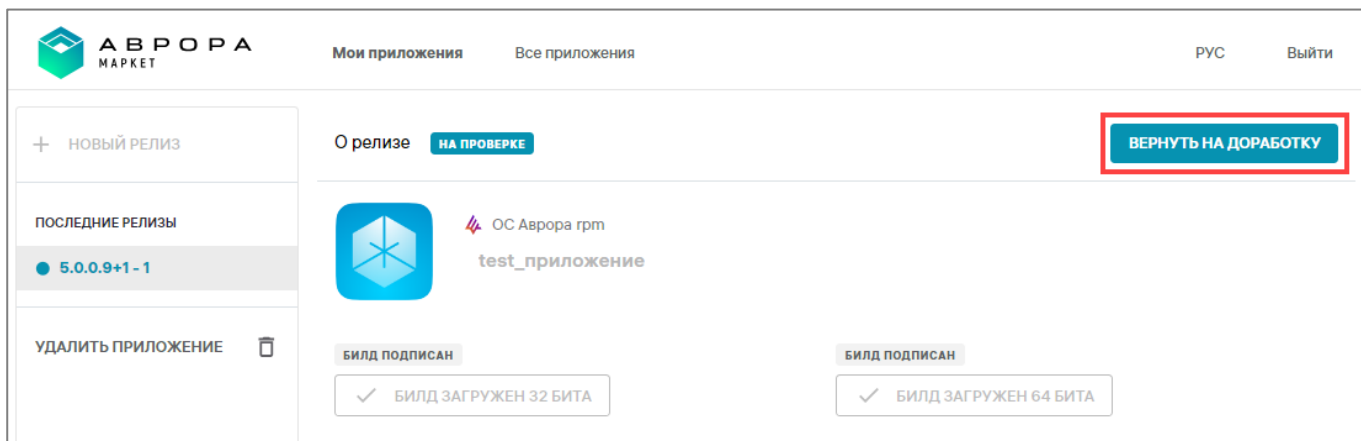 АВРОРА
МАРКЕТ
Мои приложения
Все приложения
РУС
Выйти
+ НОВЫЙ РЕЛИЗ
ПОСЛЕДНИЕ РЕЛИЗЫ
5.0.0.9+1 - 1
УДАЛИТЬ ПРИЛОЖЕНИЕ
О релизе
НА ПРОВЕРКЕ
ВЕРНУТЬ НА ДОРАБОТКУ
ОС Аврора rpm
test_приложение
БИЛД ПОДПИСАН
БИЛД ЗАГРУЖЕН 32 БИТА
БИЛД ПОДПИСАН
БИЛД ЗАГРУЖЕН 64 БИТА